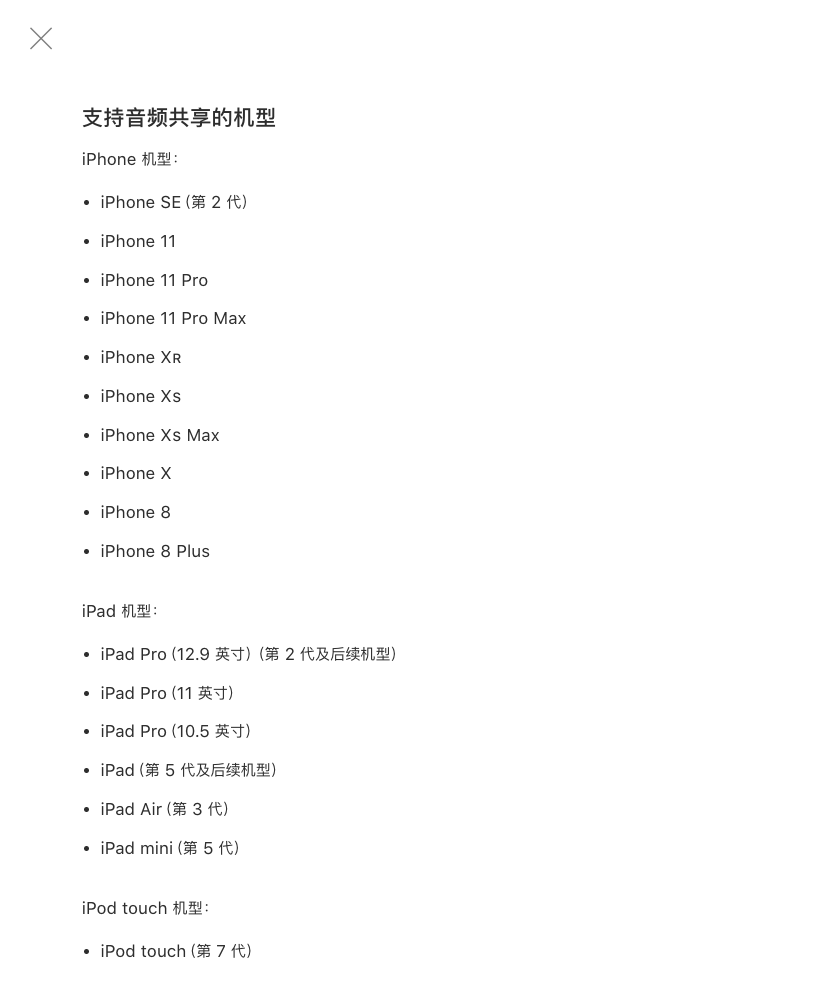 支持音频共享的机型
iPhone 机型：
• iPhone SE (第 2 代)
• iPhone 11
• iPhone 11 Pro
• iPhone 11 Pro Max
• iPhone XR
• iPhone Xs
• iPhone Xs Max
• iPhone X
• iPhone 8
• iPhone 8 Plus
iPad 机型：
• iPad Pro (12.9 英寸) (第 2 代及后续机型)
• iPad Pro (11 英寸)
• iPad Pro (10.5 英寸)
• iPad (第 5 代及后续机型)
• iPad Air (第 3 代)
• iPad mini (第 5 代)
iPod touch 机型：
• iPod touch (第 7 代)